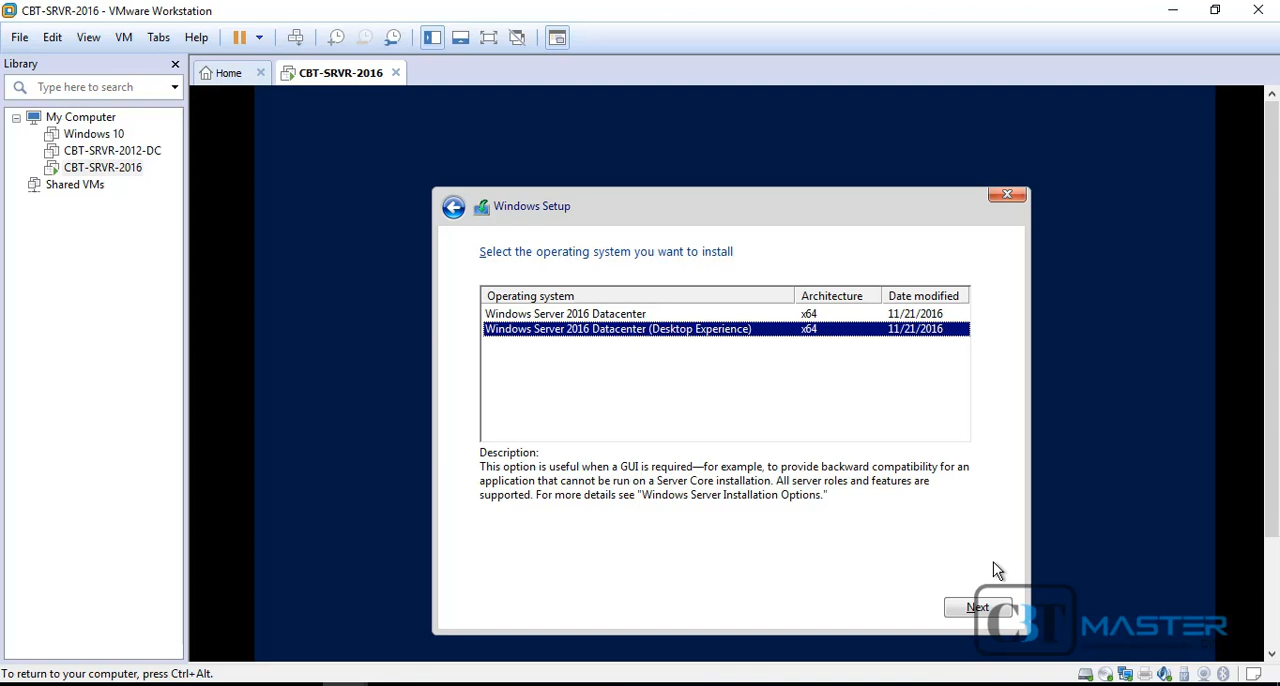 CBT-SRVR-2016 - VMware Workstation
File Edit View VM Tabs Help
Library
Type here to search
Home
CBT-SRVR-2016
My Computer
Windows 10
CBT-SRVR-2012-DC
CBT-SRVR-2016
Shared VMs
Windows Setup
Select the operating system you want to install
Operating system Architecture Date modified
Windows Server 2016 Datacenter x64 11/21/2016
Windows Server 2016 Datacenter (Desktop Experience) x64 11/21/2016
Description:
This option is useful when a GUI is required—for example, to provide backward compatibility for an
application that cannot be run on a Server Core installation. All server roles and features are
supported. For more details see "Windows Server Installation Options."
Next
CBT MASTER
To return to your computer, press Ctrl+Alt.